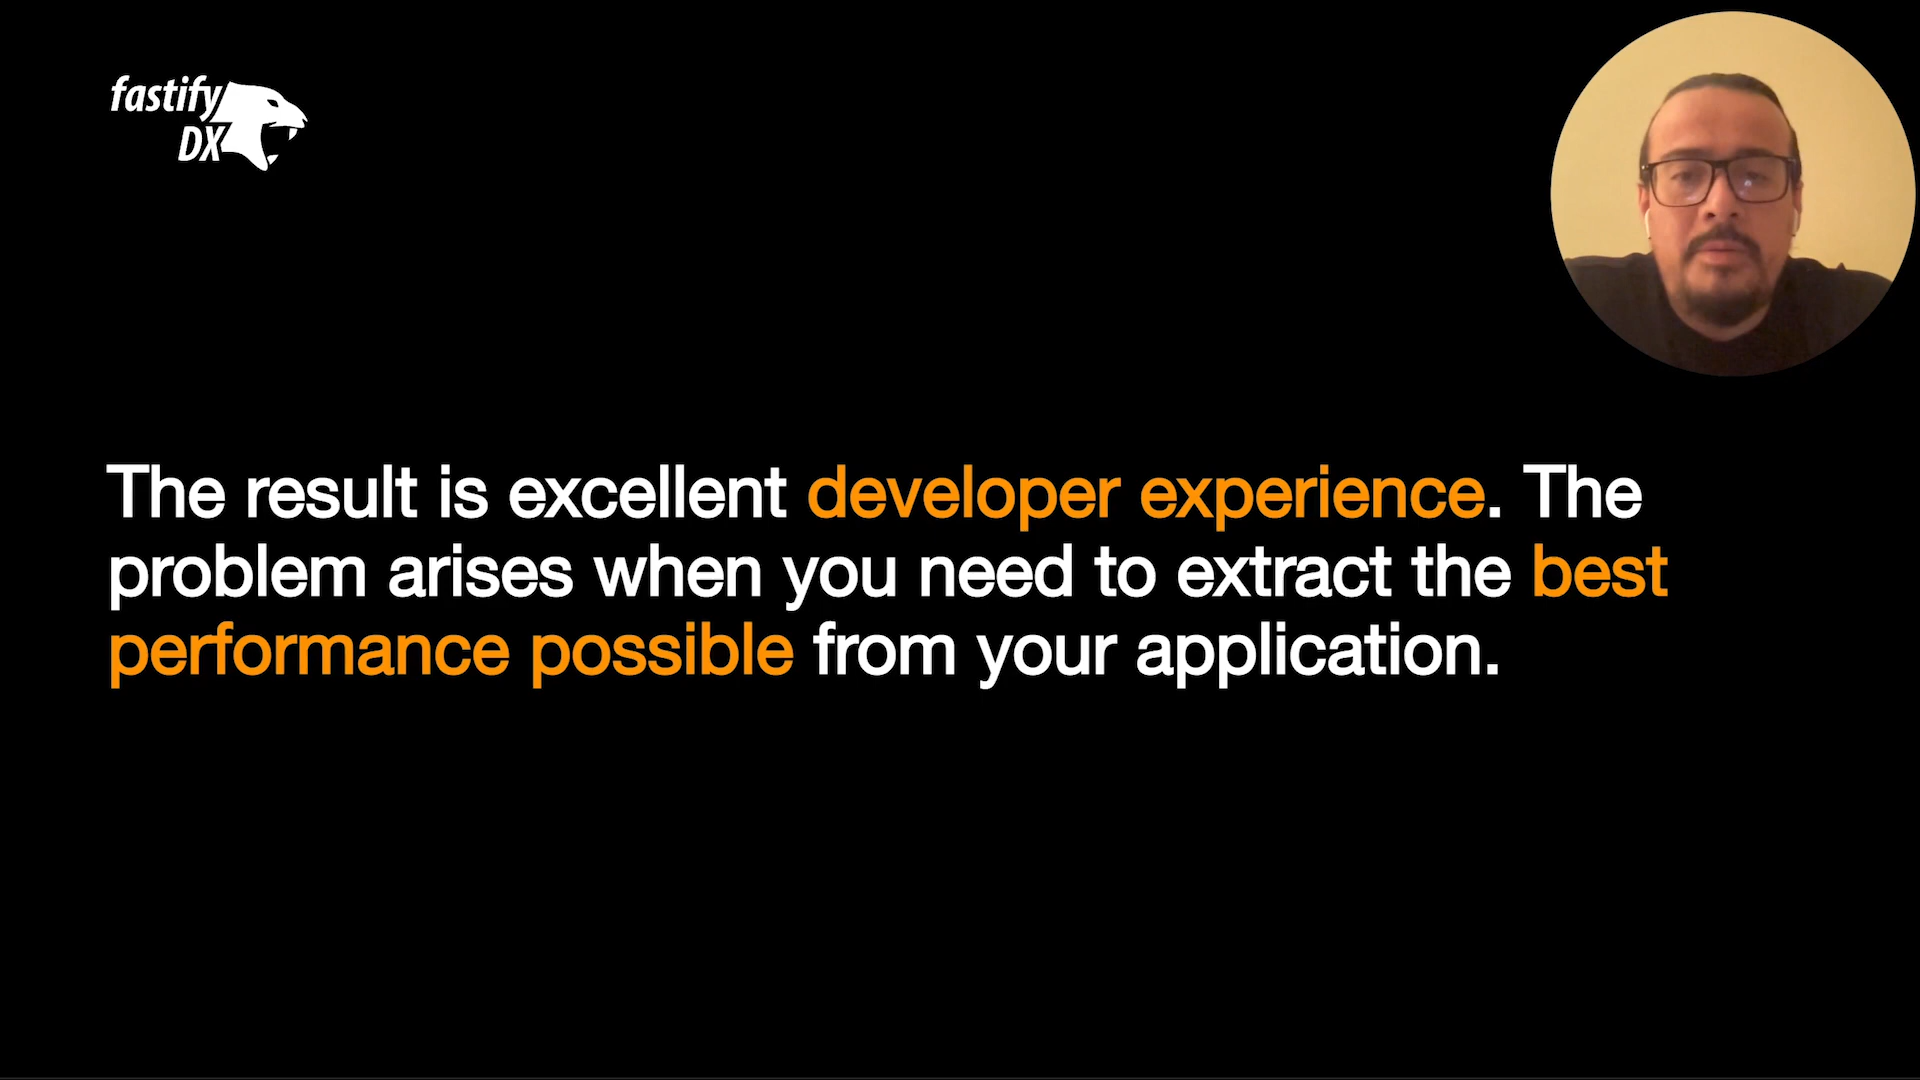 fastify
DX
The result is excellent developer experience. The
problem arises when you need to extract the best
performance possible from your application.